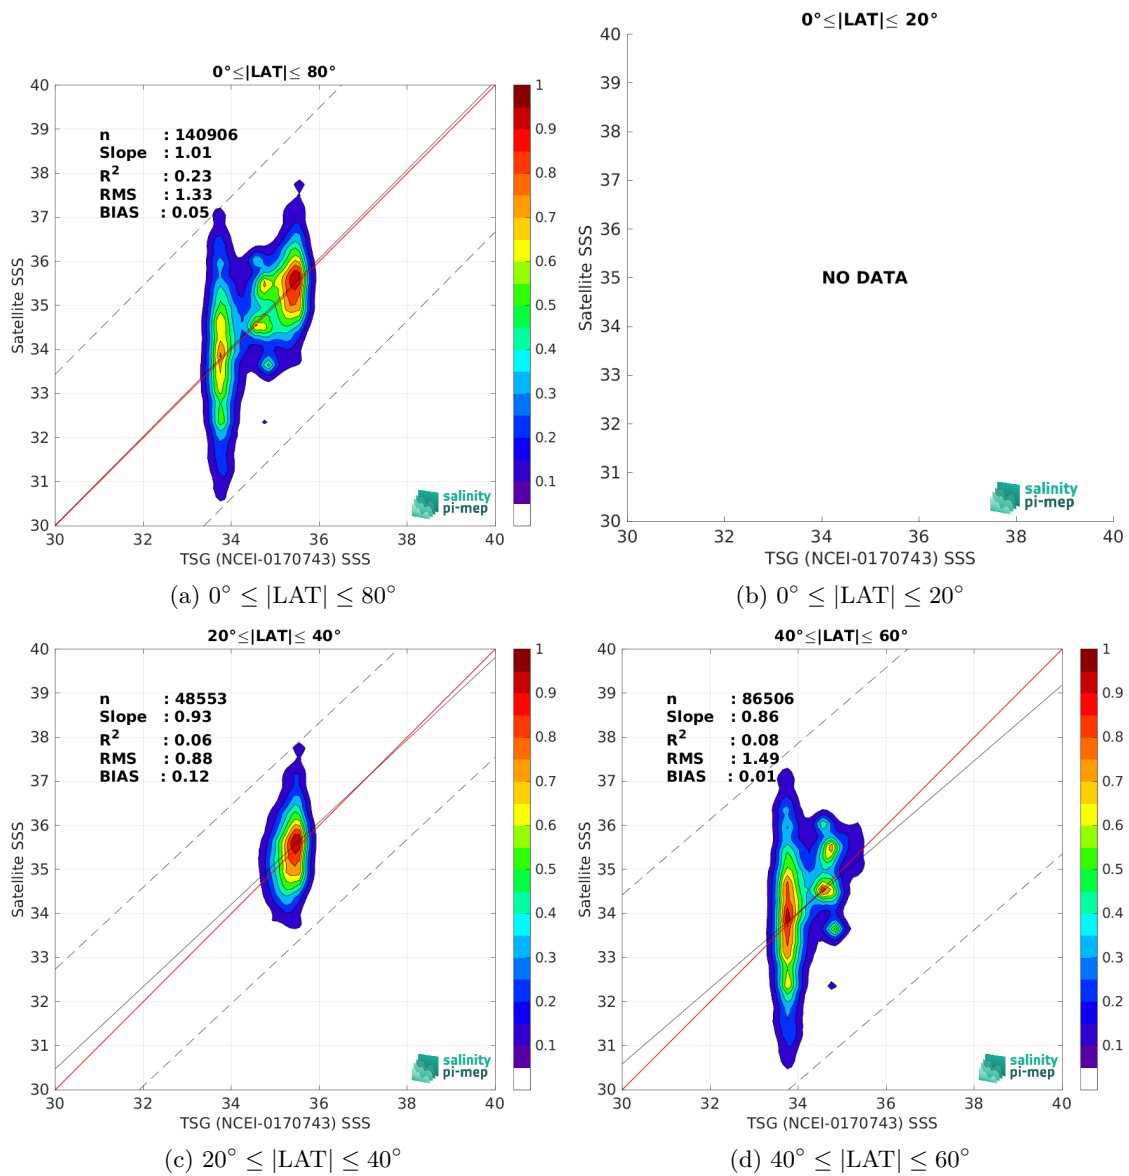 0°≤|LAT|≤ 80°
40
39
38
37
36
35
34
33
32
31
30
30
32
34
36
38
40
Satellite SSS
TSG (NCEI-0170743) SSS
n : 140906
Slope : 1.01
R² : 0.23
RMS : 1.33
BIAS : 0.05
1
0.9
0.8
0.7
0.6
0.5
0.4
0.3
0.2
0.1
salinity
pi-mep
(a) 0° ≤ |LAT| ≤ 80°
0°≤|LAT|≤ 20°
40
39
38
37
36
35
34
33
32
31
30
30
32
34
36
38
40
Satellite SSS
TSG (NCEI-0170743) SSS
NO DATA
salinity
pi-mep
(b) 0° ≤ |LAT| ≤ 20°
20°≤|LAT|≤ 40°
40
39
38
37
36
35
34
33
32
31
30
30
32
34
36
38
40
Satellite SSS
TSG (NCEI-0170743) SSS
n : 48553
Slope : 0.93
R² : 0.06
RMS : 0.88
BIAS : 0.12
1
0.9
0.8
0.7
0.6
0.5
0.4
0.3
0.2
0.1
salinity
pi-mep
(c) 20° ≤ |LAT| ≤ 40°
40°≤|LAT|≤ 60°
40
39
38
37
36
35
34
33
32
31
30
30
32
34
36
38
40
Satellite SSS
TSG (NCEI-0170743) SSS
n : 86506
Slope : 0.86
R² : 0.08
RMS : 1.49
BIAS : 0.01
1
0.9
0.8
0.7
0.6
0.5
0.4
0.3
0.2
0.1
salinity
pi-mep
(d) 40° ≤ |LAT| ≤ 60°